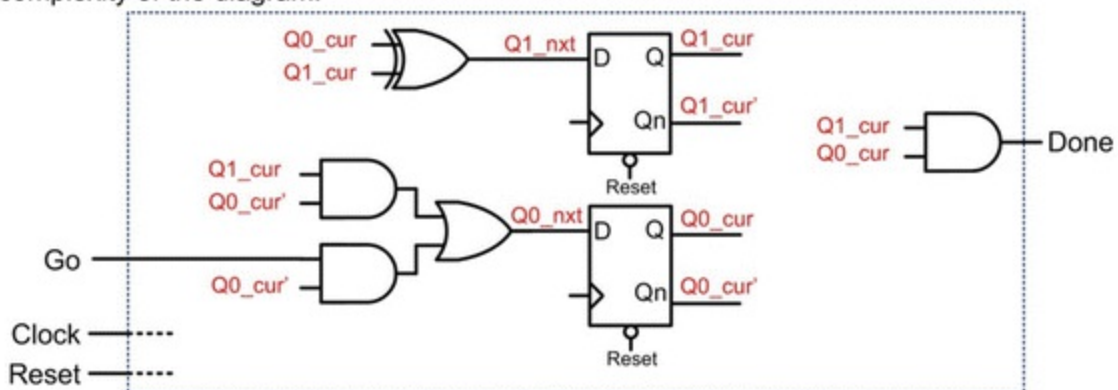 complexity of the diagram.
Q0_cur
Q1_cur
Q1_nxt
D
Q
Qn
Q1_cur
Q1_cur'
Reset
Q1_cur
Q0_cur
Done
Q1_cur
Q0_cur'
Go
Q0_cur'
Q0_nxt
D
Q
Qn
Q0_cur
Q0_cur'
Reset
Clock
Reset